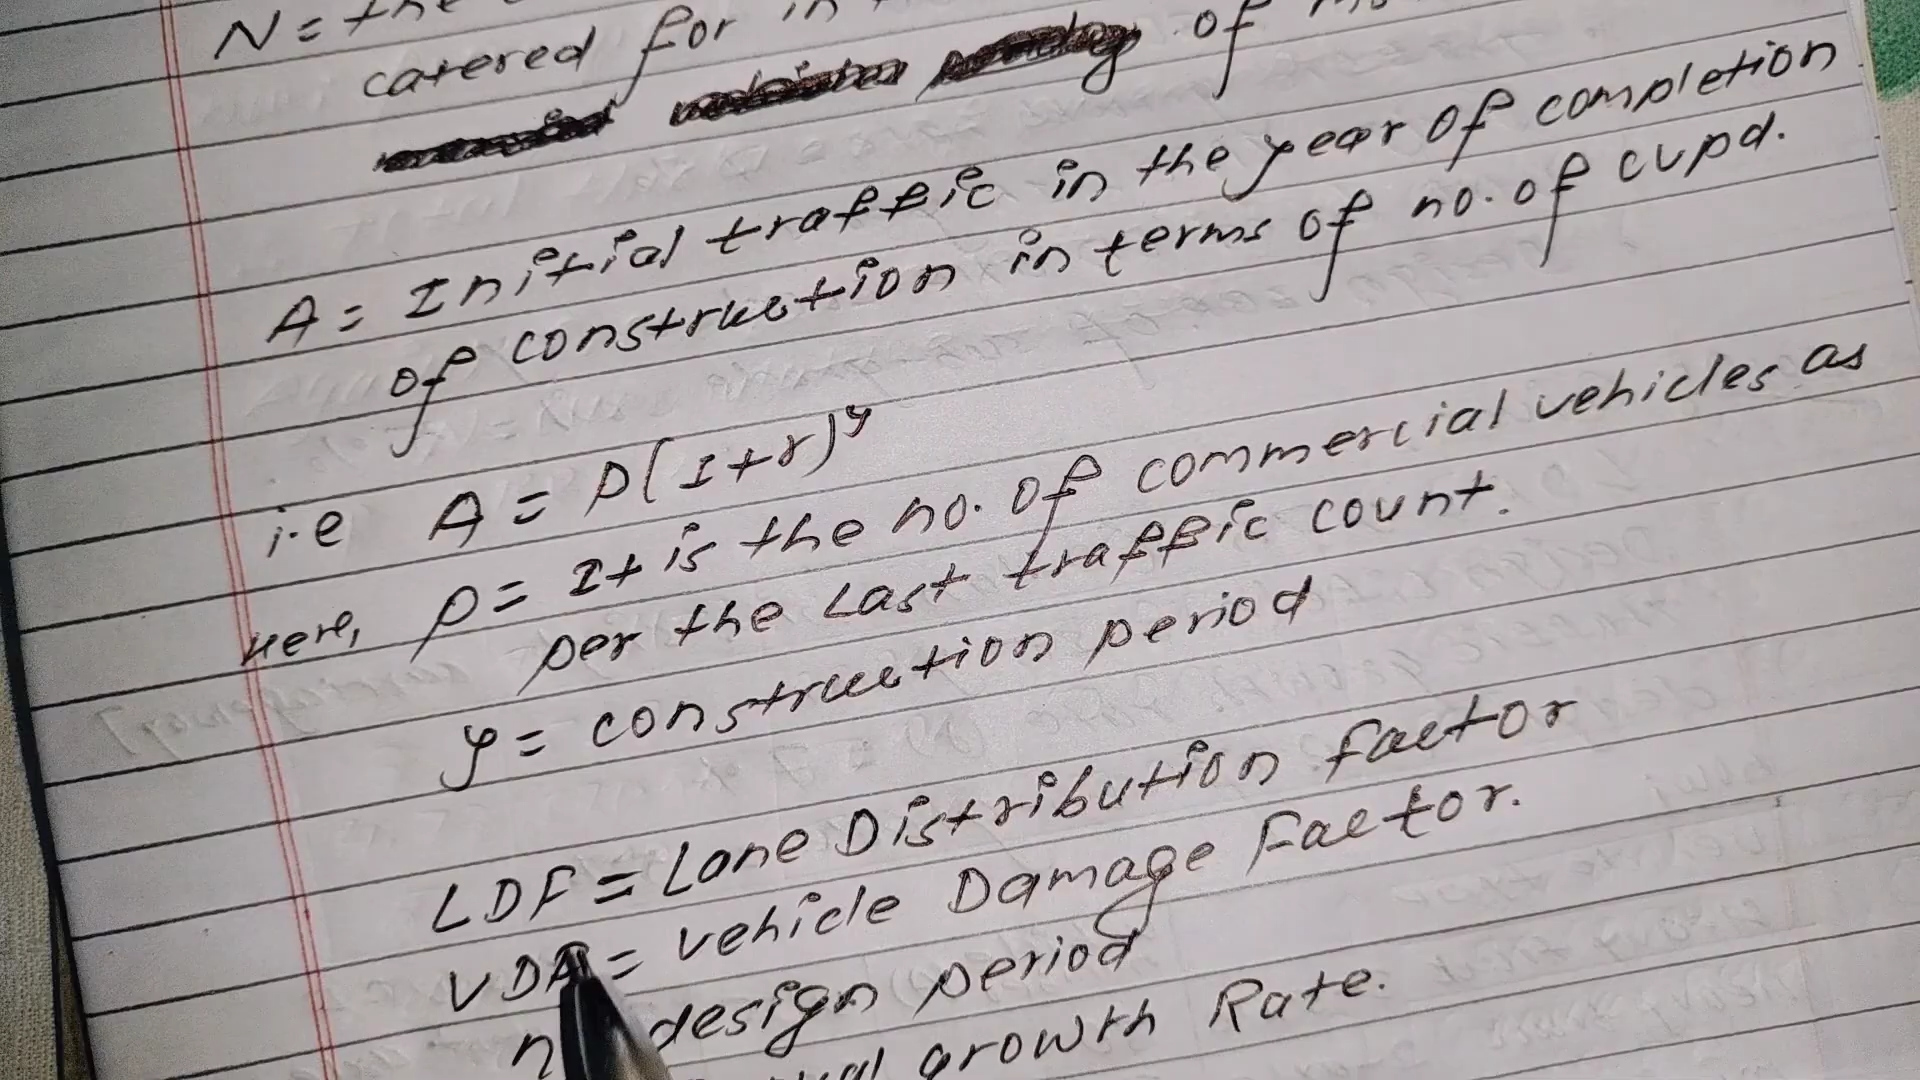 N = the
catered for in
of
A = Initial traffic in the year of completion
of construction in terms of no. of cvpd.
i.e A = P(1+r)^y
Here, P = It is the no. of commercial vehicles as
per the Last traffic count.
y = construction period
LDF = Lane Distribution factor
VDF = vehicle Damage Factor.
n design period
growth Rate.